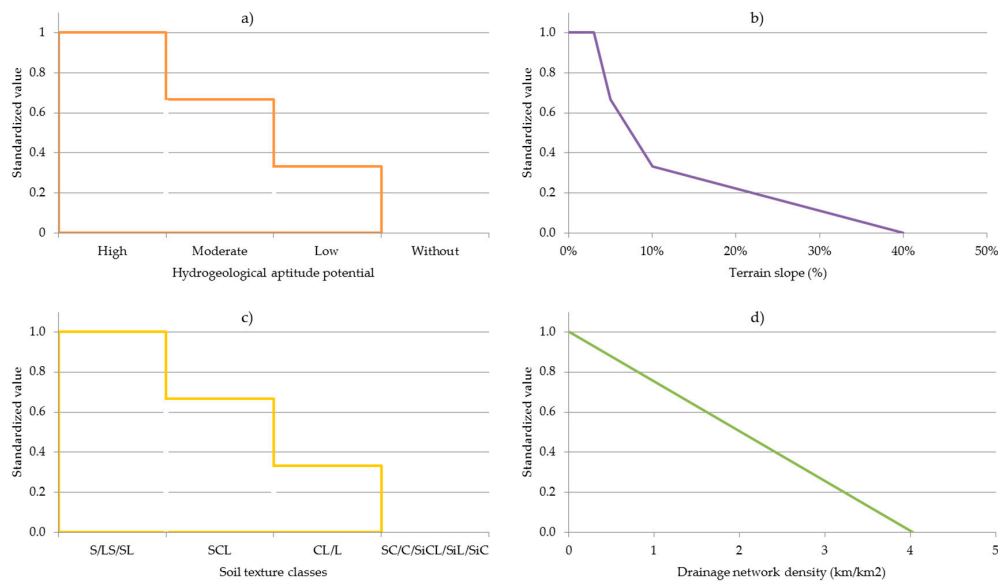 a)
Standardized value
1
0.8
0.6
0.4
0.2
0
High Moderate Low Without
Hydrogeological aptitude potential
b)
Standardized value
1.0
0.8
0.6
0.4
0.2
0.0
0% 10% 20% 30% 40% 50%
Terrain slope (%)
c)
Standardized value
1.0
0.8
0.6
0.4
0.2
0.0
S/LS/SL SCL CL/L SC/C/SiCL/SiL/SiC
Soil texture classes
d)
Standardized value
1.0
0.8
0.6
0.4
0.2
0.0
0 1 2 3 4 5
Drainage network density (km/km2)